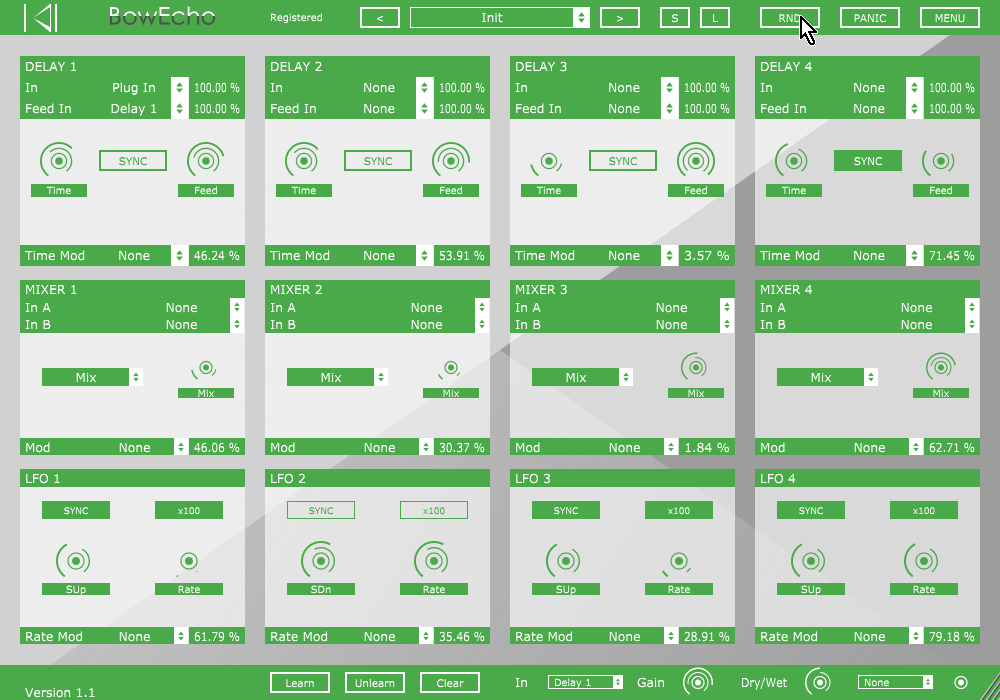 BowEcho Registered < Init > S L RND PANIC MENU
DELAY 1 DELAY 2 DELAY 3 DELAY 4
In Plug In 100.00 % In None 100.00 % In None 100.00 % In None 100.00 %
Feed In Delay 1 100.00 % Feed In None 100.00 % Feed In None 100.00 % Feed In None 100.00 %
SYNC SYNC SYNC SYNC
Time Feed Time Feed Time Feed Time Feed
Time Mod None 46.24 % Time Mod None 53.91 % Time Mod None 3.57 % Time Mod None 71.45 %
MIXER 1 MIXER 2 MIXER 3 MIXER 4
In A None In A None In A None In A None
In B None In B None In B None In B None
Mix Mix Mix Mix
Mix Mix Mix Mix
Mod None 46.06 % Mod None 30.37 % Mod None 1.84 % Mod None 62.71 %
LFO 1 LFO 2 LFO 3 LFO 4
SYNC x100 SYNC x100 SYNC x100 SYNC x100
SUp Rate SDn Rate SUp Rate SUp Rate
Rate Mod None 61.79 % Rate Mod None 35.46 % Rate Mod None 28.91 % Rate Mod None 79.18 %
Version 1.1 Learn Unlearn Clear In Delay 1 Gain Dry/Wet None